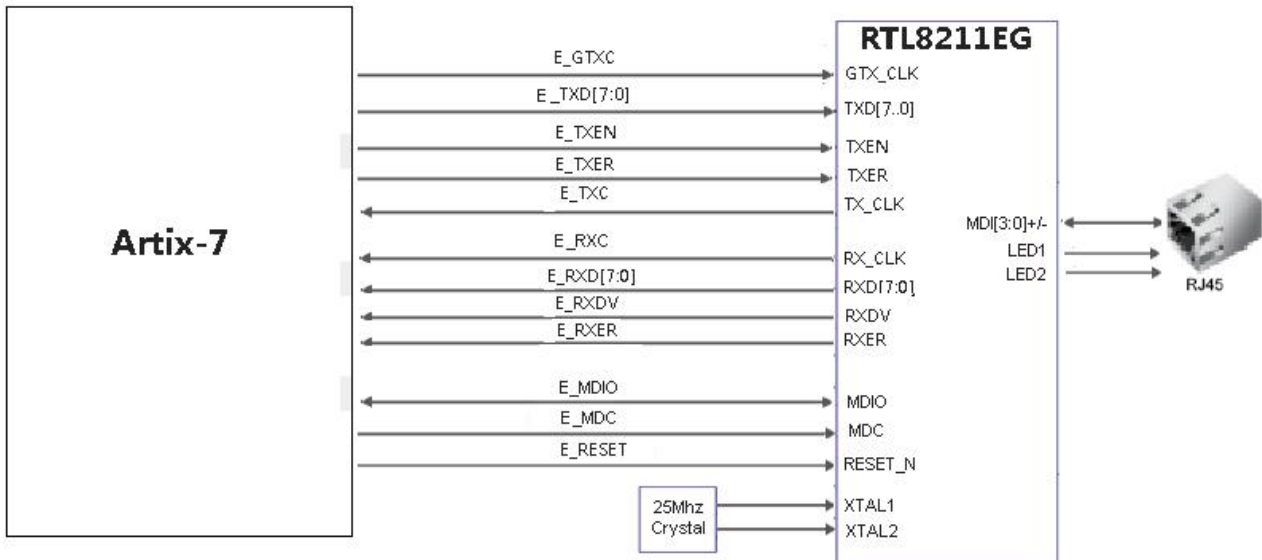 RTL8211EG
E_GTXC
GTX_CLK
E_TXD[7:0]
TXD[7..0]
E_TXEN
TXEN
E_TXER
TXER
E_TXC
TX_CLK
Artix-7
MDI[3:0]+/-
E_RXC
RX_CLK
LED1
E_RXD[7:0]
RXD[7:0]
LED2
RJ45
E_RXDV
RXDV
E_RXER
RXER
E_MDIO
MDIO
E_MDC
MDC
E_RESET
RESET_N
25Mhz
Crystal
XTAL1
XTAL2